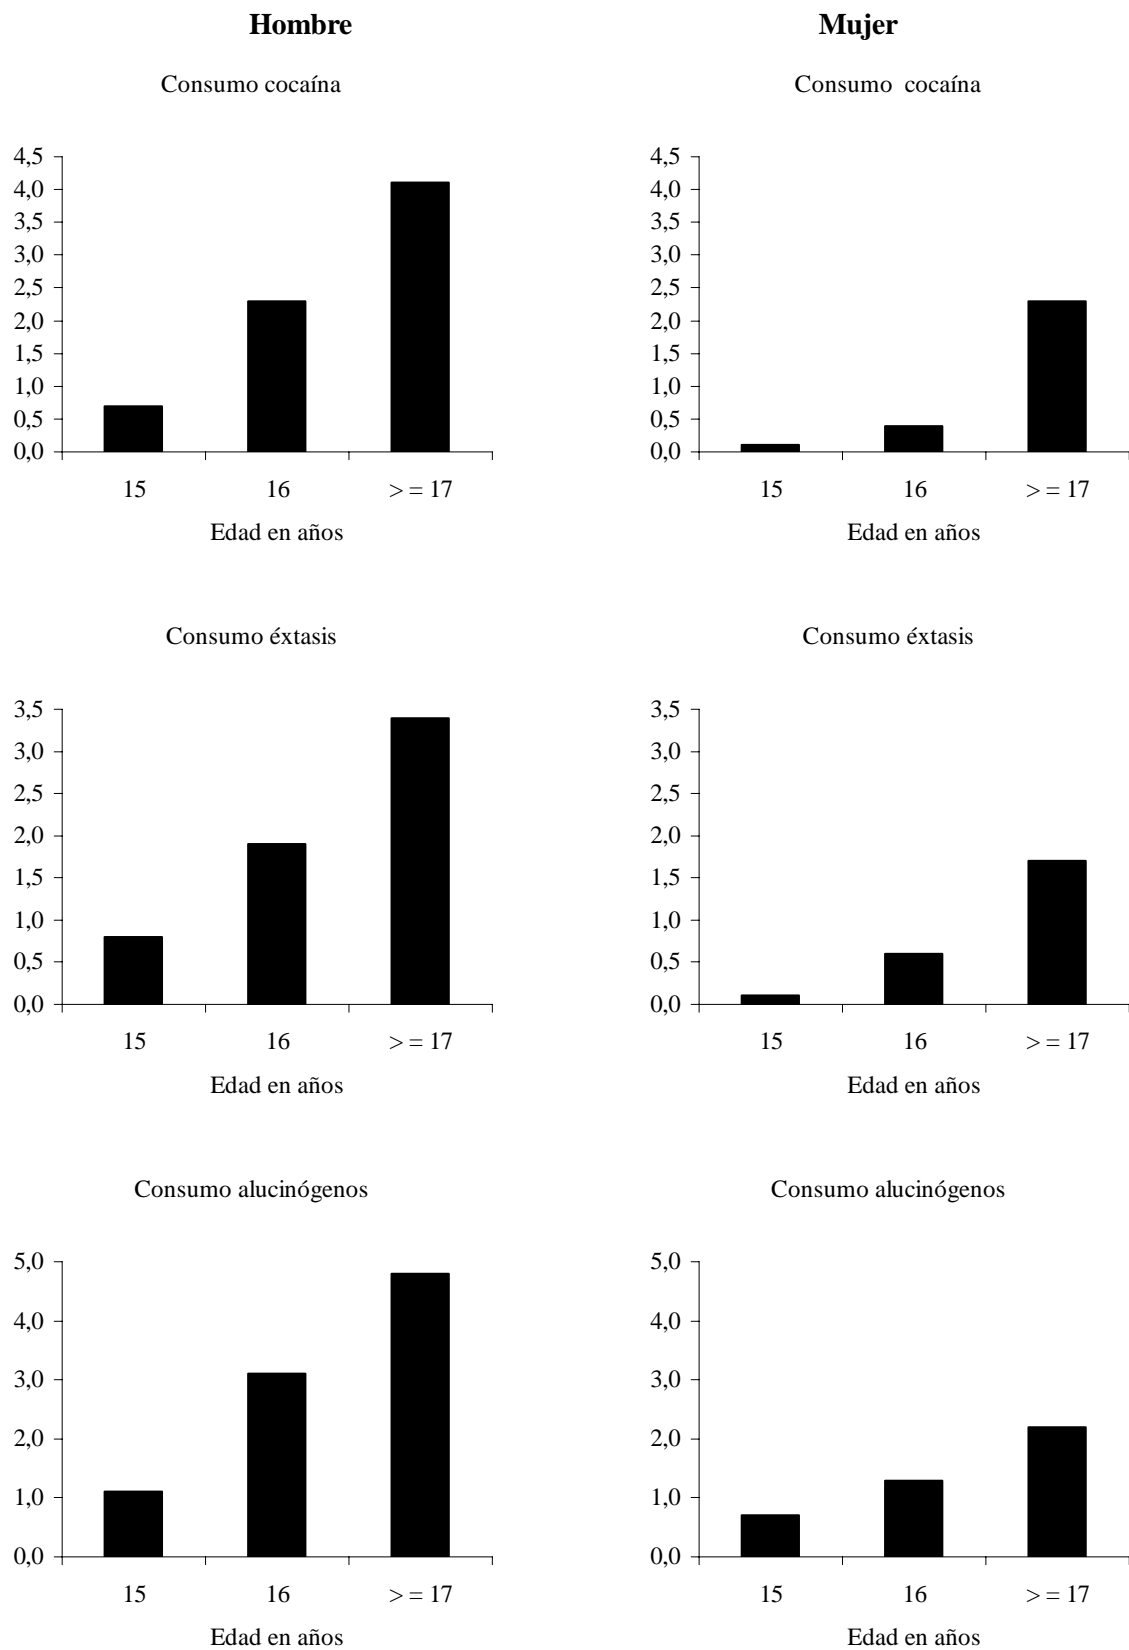 Hombre Mujer
Consumo cocaína Consumo cocaína
4,5 4,5
4,0 4,0
3,5 3,5
3,0 3,0
2,5 2,5
2,0 2,0
1,5 1,5
1,0 1,0
0,5 0,5
0,0 0,0
15 16 > = 17 15 16 > = 17
Edad en años Edad en años
Consumo éxtasis Consumo éxtasis
3,5 3,5
3,0 3,0
2,5 2,5
2,0 2,0
1,5 1,5
1,0 1,0
0,5 0,5
0,0 0,0
15 16 > = 17 15 16 > = 17
Edad en años Edad en años
Consumo alucinógenos Consumo alucinógenos
5,0 5,0
4,0 4,0
3,0 3,0
2,0 2,0
1,0 1,0
0,0 0,0
15 16 > = 17 15 16 > = 17
Edad en años Edad en años